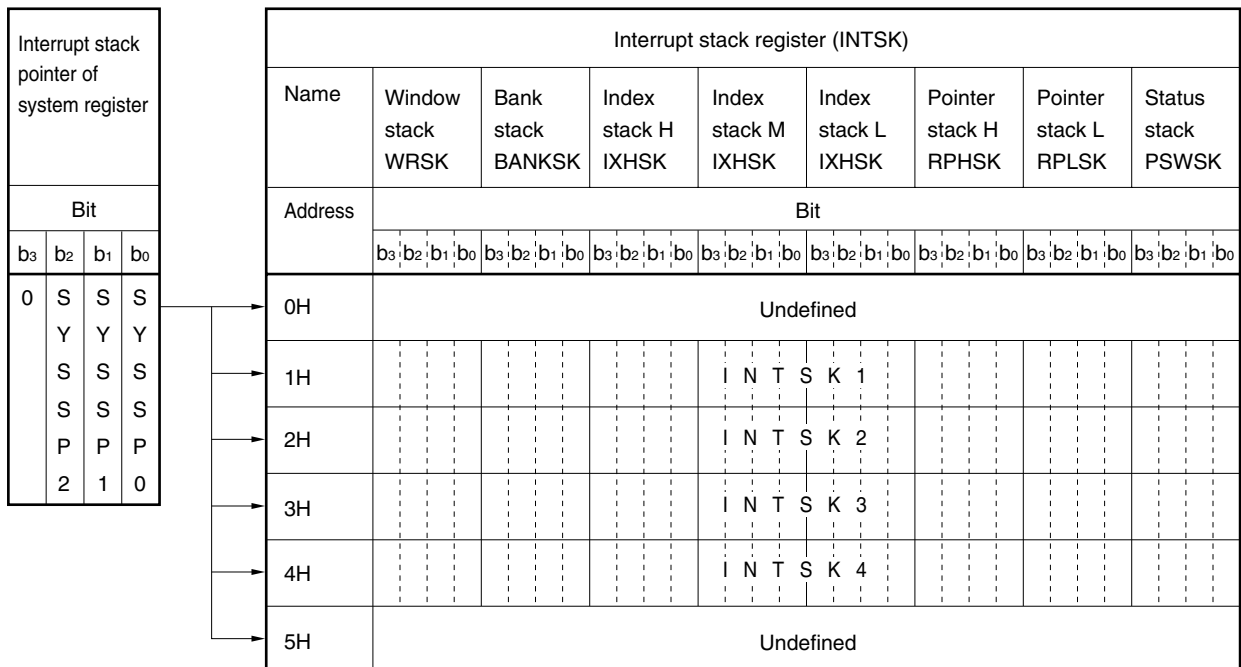 Interrupt stack
pointer of
system register
Bit
b3 b2 b1 b0
0 S S S
Y Y Y
S S S
S S S
P P P
2 1 0
Interrupt stack register (INTSK)
Name
Window
stack
WRSK
Bank
stack
BANKSK
Index
stack H
IXHSK
Index
stack M
IXHSK
Index
stack L
IXHSK
Pointer
stack H
RPHSK
Pointer
stack L
RPLSK
Status
stack
PSWSK
Address
Bit
b3 b2 b1 b0 b3 b2 b1 b0 b3 b2 b1 b0 b3 b2 b1 b0 b3 b2 b1 b0 b3 b2 b1 b0 b3 b2 b1 b0 b3 b2 b1 b0
0H Undefined
1H I N T S K 1
2H I N T S K 2
3H I N T S K 3
4H I N T S K 4
5H Undefined